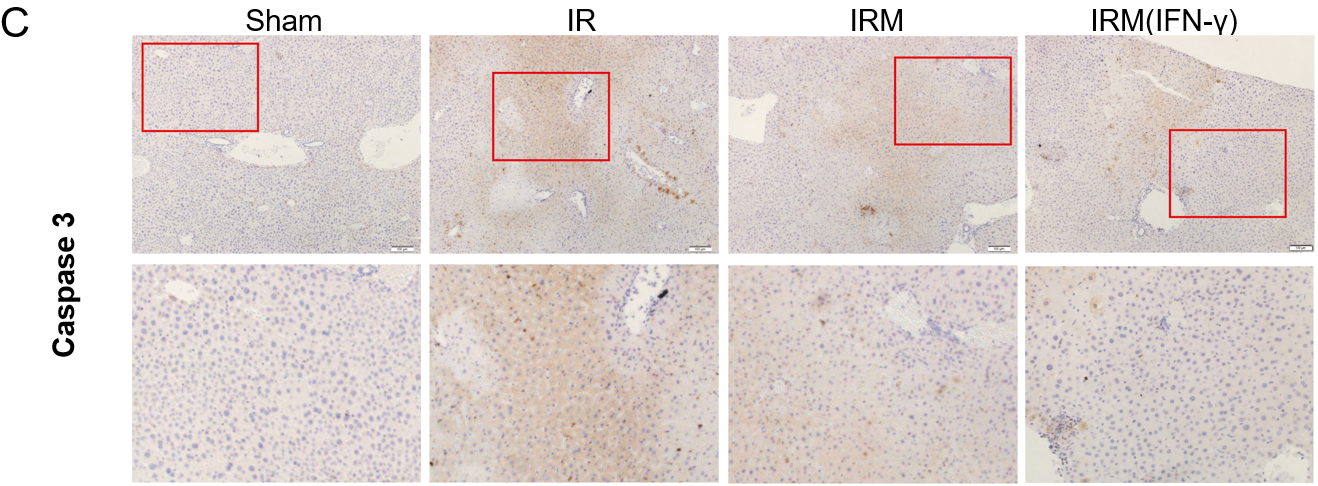 C
Sham
IR
IRM
IRM(IFN-γ)
Caspase 3